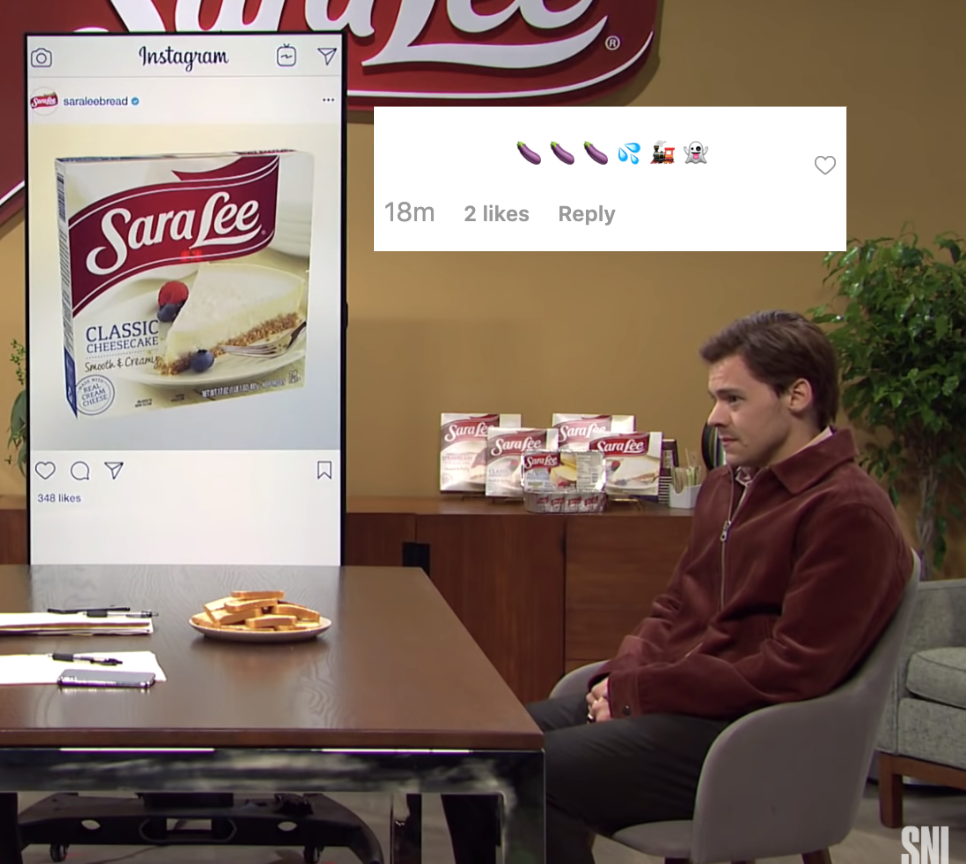 Sara Lee ®
Instagram
saraleebread
Sara Lee
CLASSIC
CHEESECAKE
Smooth & Creamy
MADE WITH
REAL
CREAM
CHEESE
348 likes
🍆🍆🍆💦🚂👻
18m 2 likes Reply
Sara Lee
Sara Lee
Sara Lee
Sara Lee
Sara Lee
SNL